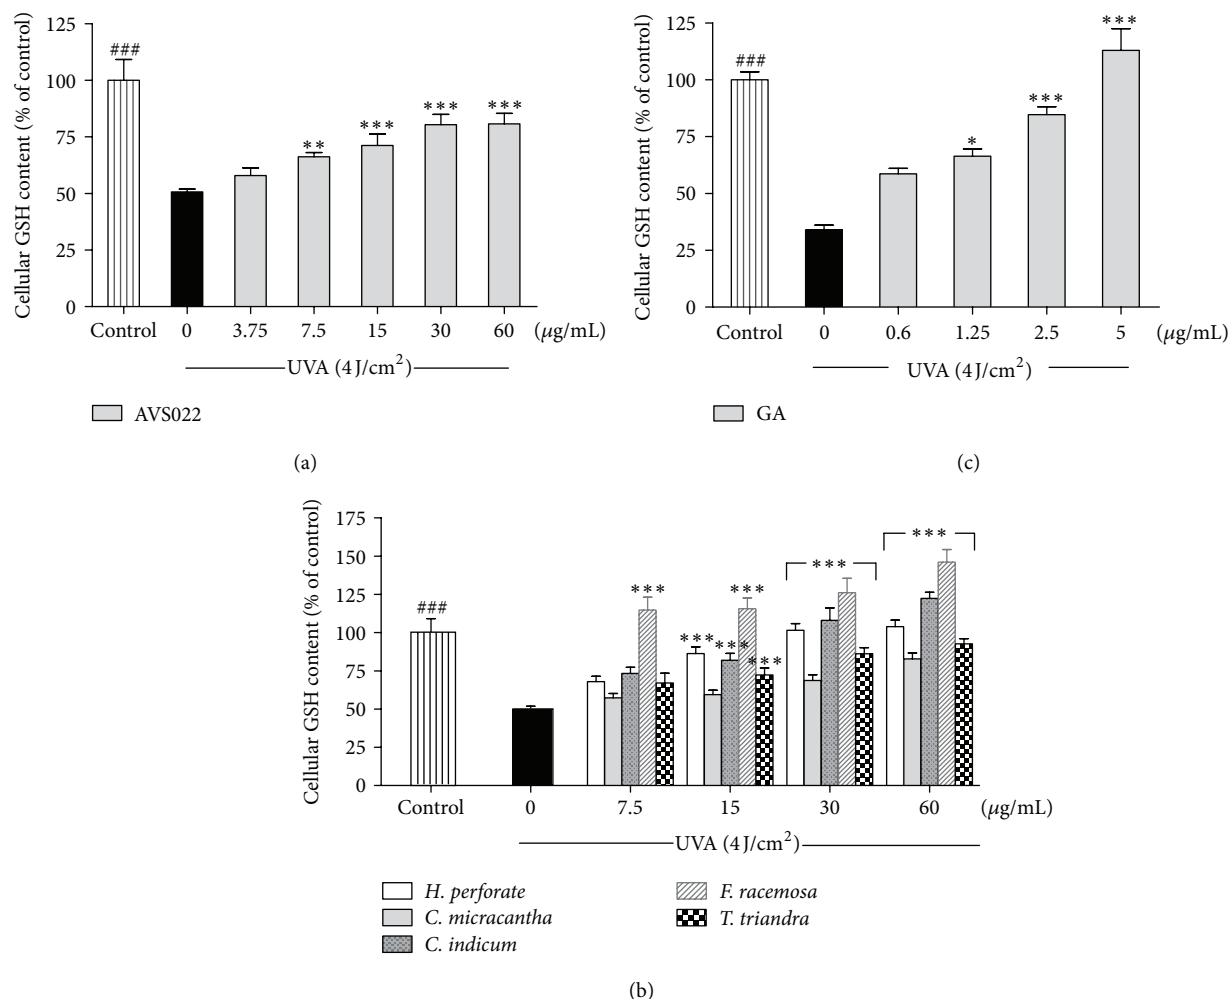 Cellular GSH content (% of control)
125
100
75
50
25
0
###
**
***
***
***
Control 0 3.75 7.5 15 30 60 (μg/mL)
UVA (4 J/cm²)
AVS022
(a)
Cellular GSH content (% of control)
125
100
75
50
25
0
###
*
***
***
Control 0 0.6 1.25 2.5 5 (μg/mL)
UVA (4 J/cm²)
GA
(c)
Cellular GSH content (% of control)
175
150
125
100
75
50
25
0
###
***
***
***
***
***
***
***
Control 0 7.5 15 30 60 (μg/mL)
UVA (4 J/cm²)
H. perforate
C. micracantha
C. indicum
F. racemosa
T. triandra
(b)